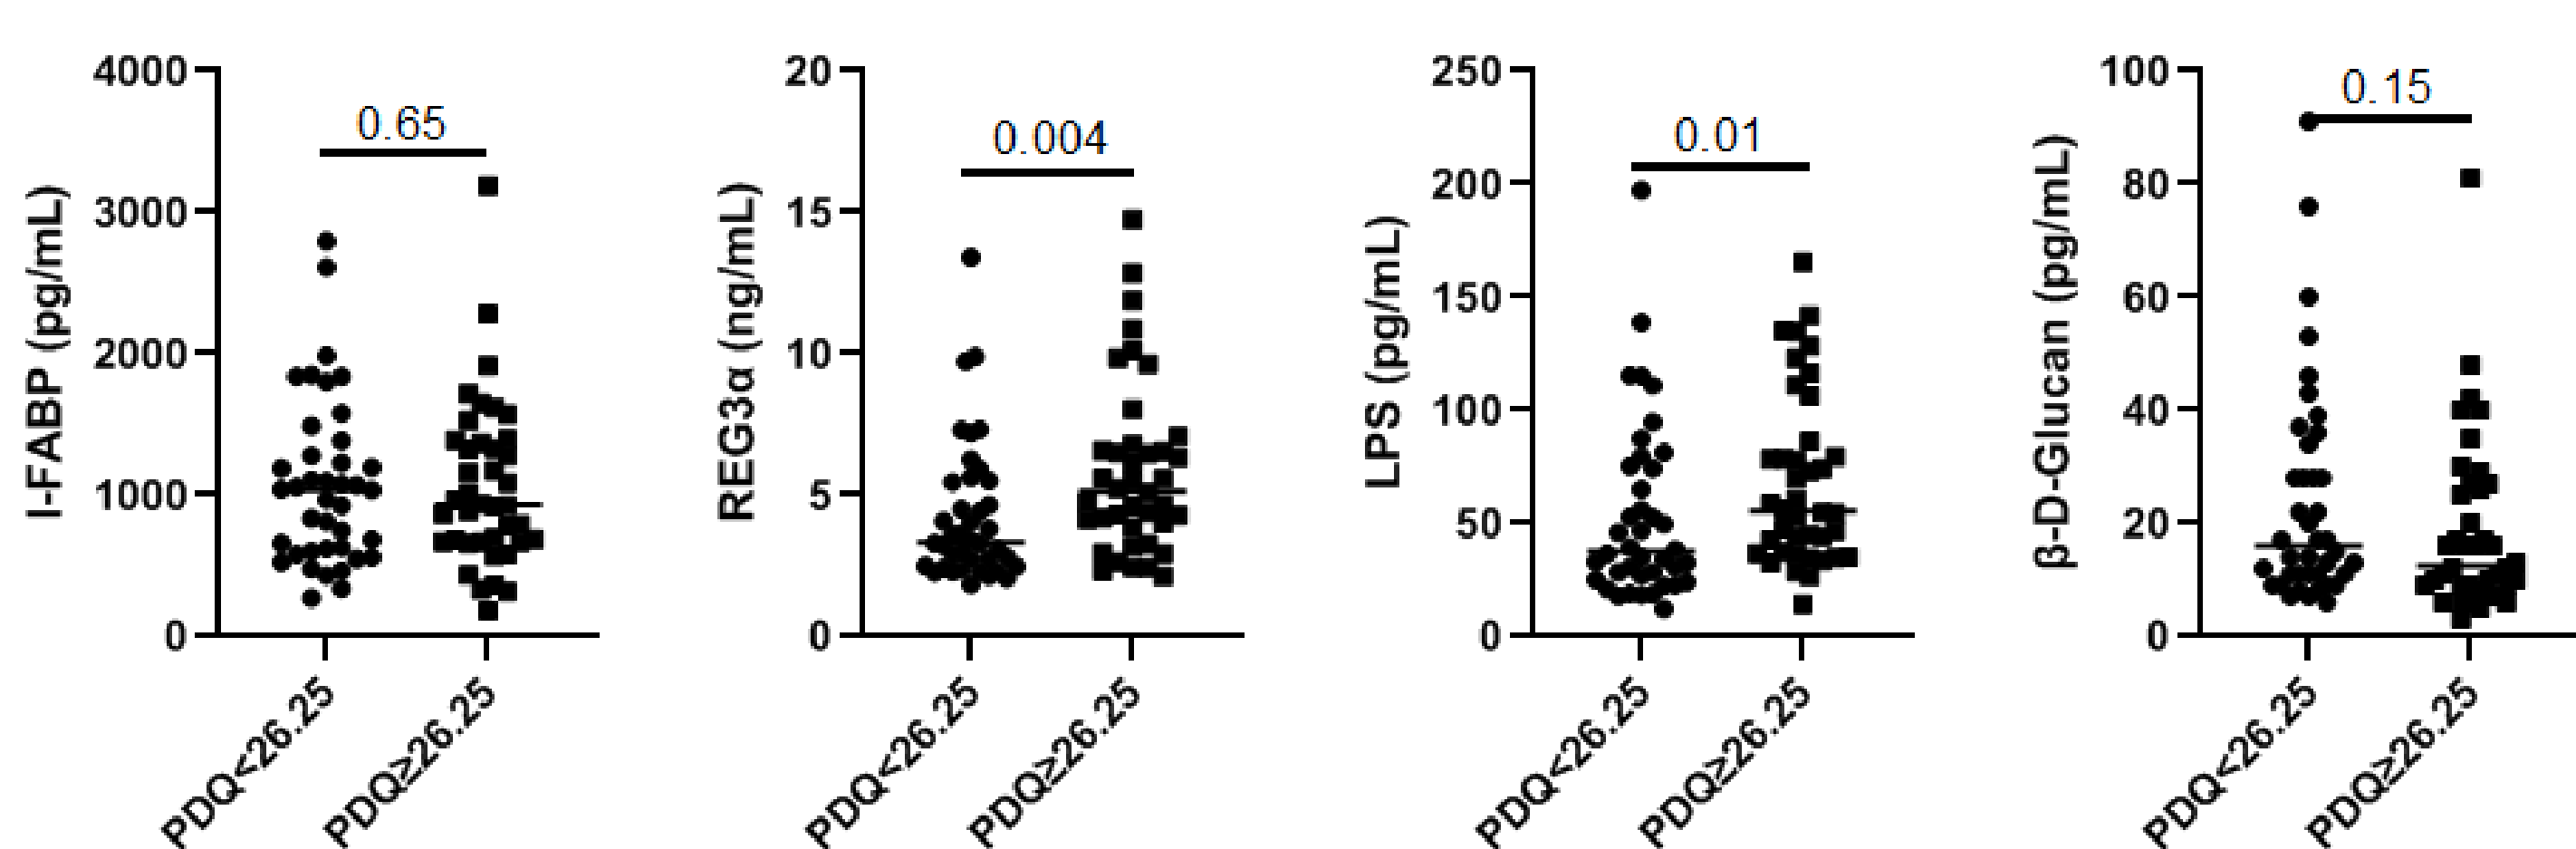 I-FABP (pg/mL)
4000
3000
2000
1000
0
0.65
PDQ<26.25
PDQ≥26.25
REG3α (ng/mL)
20
15
10
5
0
0.004
PDQ<26.25
PDQ≥26.25
LPS (pg/mL)
250
200
150
100
50
0
0.01
PDQ<26.25
PDQ≥26.25
β-D-Glucan (pg/mL)
100
80
60
40
20
0
0.15
PDQ<26.25
PDQ≥26.25